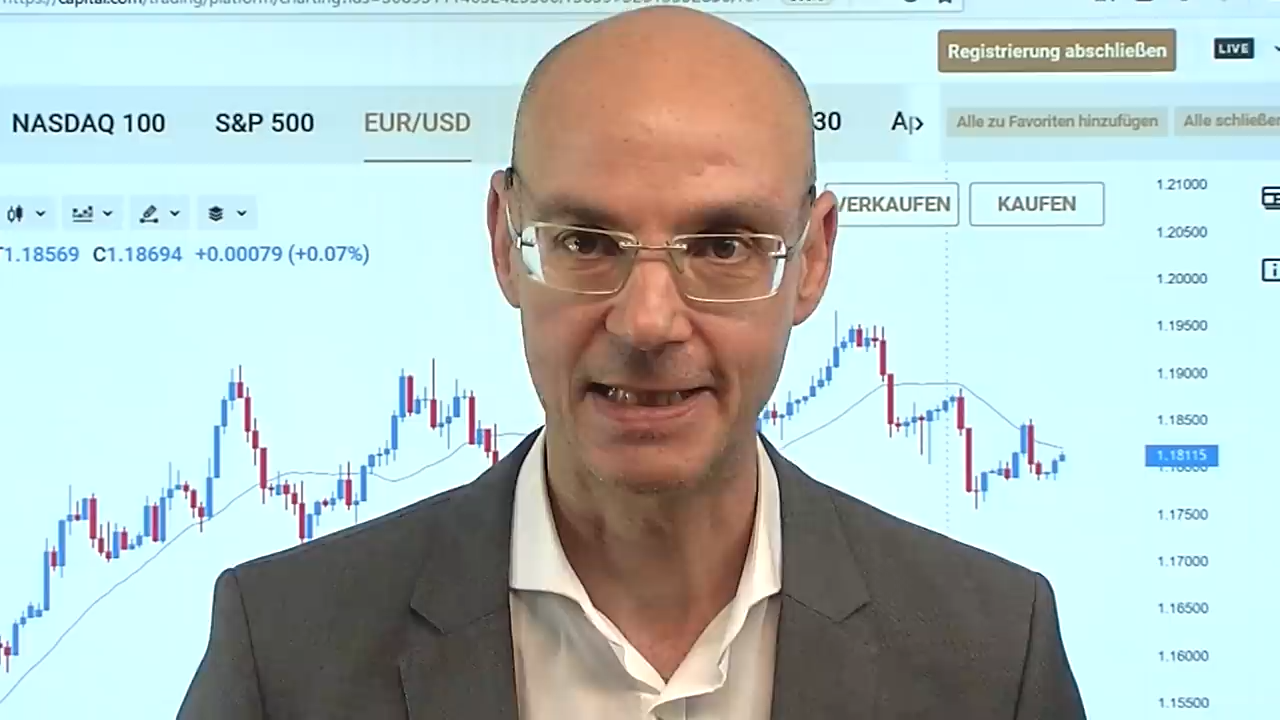 Registrierung abschließen
LIVE
NASDAQ 100
S&P 500
EUR/USD
30
Alle zu Favoriten hinzufügen
VERKAUFEN
KAUFEN
1.18569 C1.18694 +0.00079 (+0.07%)
1.21000
1.20500
1.20000
1.19500
1.19000
1.18500
1.18115
1.17500
1.17000
1.16500
1.16000
1.15500